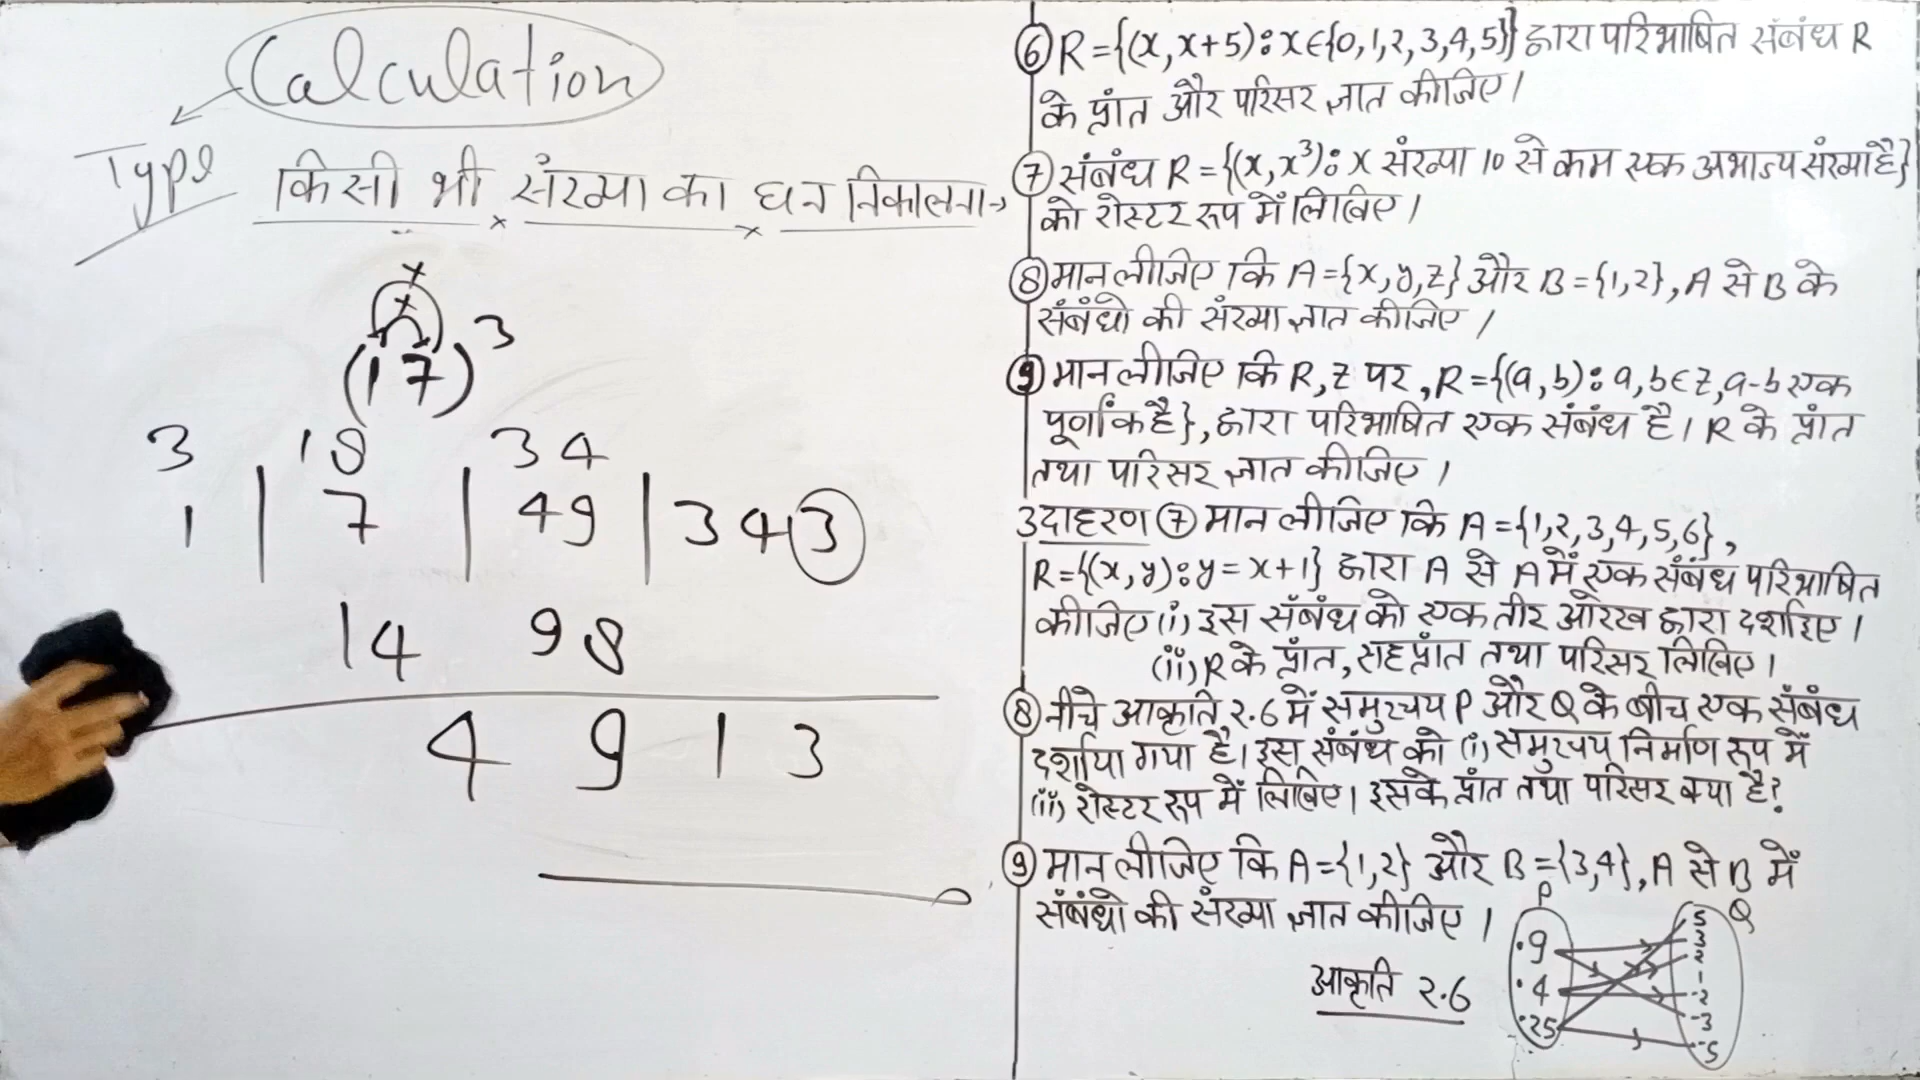 Calculation
Type
किसी भी संख्या का घन निकालना→
(17)³
3 18 34
1 | 7 | 49 | 343
14 98
4 9 1 3
⑥ R={(x, x+5):x∈{0,1,2,3,4,5}} द्वारा परिभाषित संबंध R
के प्रांत और परिसर ज्ञात कीजिए।
⑦ संबंध R={(x, x³): x संख्या 10 से कम एक अभाज्य संख्या है}
को रोस्टर रूप में लिखिए।
⑧ मान लीजिए कि A={x,y,z} और B={1,2}, A से B के
संबंधो की संख्या ज्ञात कीजिए।
⑨ मान लीजिए कि R, Z पर, R={(a,b):a,b∈Z,a-b एक
पूर्णांक है}, द्वारा परिभाषित एक संबंध है। R के प्रांत
तथा परिसर ज्ञात कीजिए।
उदाहरण ⑦ मान लीजिए कि A={1,2,3,4,5,6},
R={(x,y):y=x+1} द्वारा A से A में एक संबंध परिभाषित
कीजिए (i) इस संबंध को एक तीर आरेख द्वारा दर्शाइए।
(ii) R के प्रांत, सहप्रांत तथा परिसर लिखिए।
⑧ नीचे आकृति 2.6 में समुच्चय P और Q के बीच एक संबंध
दर्शाया गया है। इस संबंध को (i) समुच्चय निर्माण रूप में
(ii) रोस्टर रूप में लिखिए। इसके प्रांत तथा परिसर क्या है?
⑨ मान लीजिए कि A={1,2} और B={3,4}, A से B में
संबंधो की संख्या ज्ञात कीजिए।
आकृति 2.6
P
.9
.4
.25
Q
5
3
2
1
-2
-3
-5